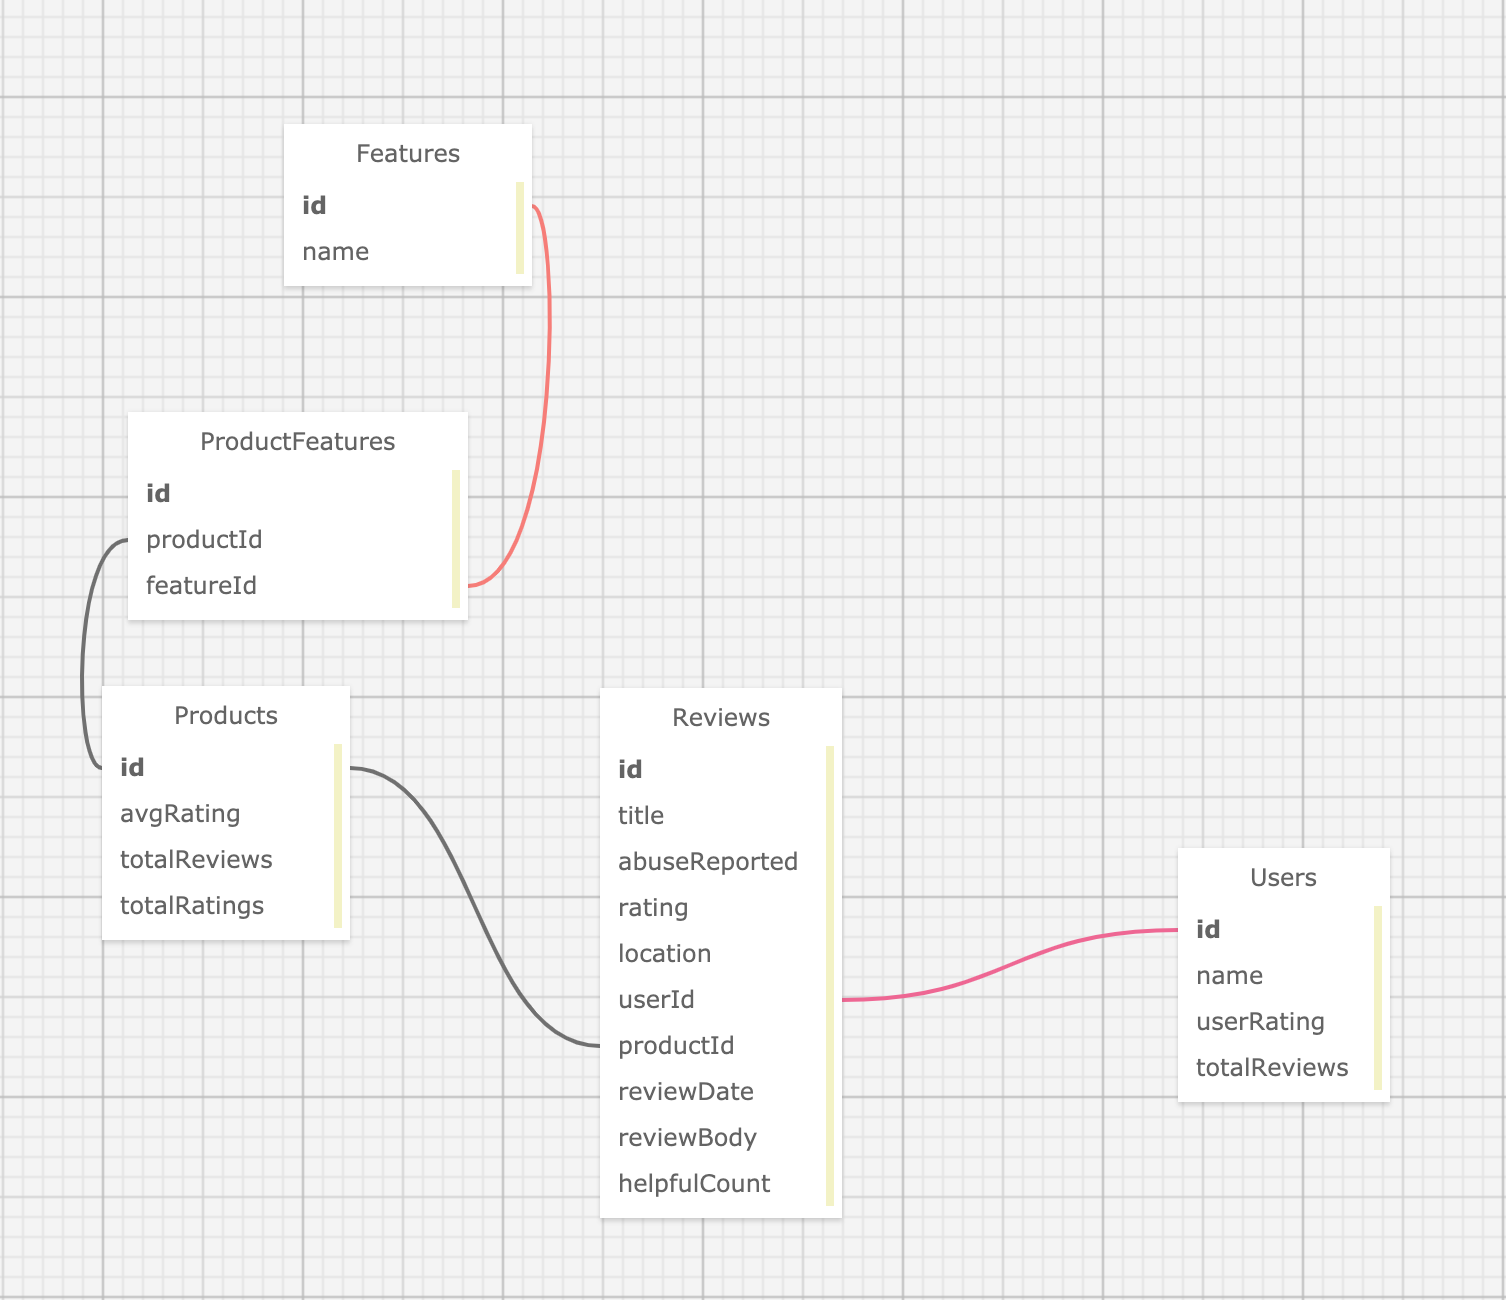 Features
id
name
ProductFeatures
id
productId
featureId
Products
id
avgRating
totalReviews
totalRatings
Reviews
id
title
abuseReported
rating
location
userId
productId
reviewDate
reviewBody
helpfulCount
Users
id
name
userRating
totalReviews